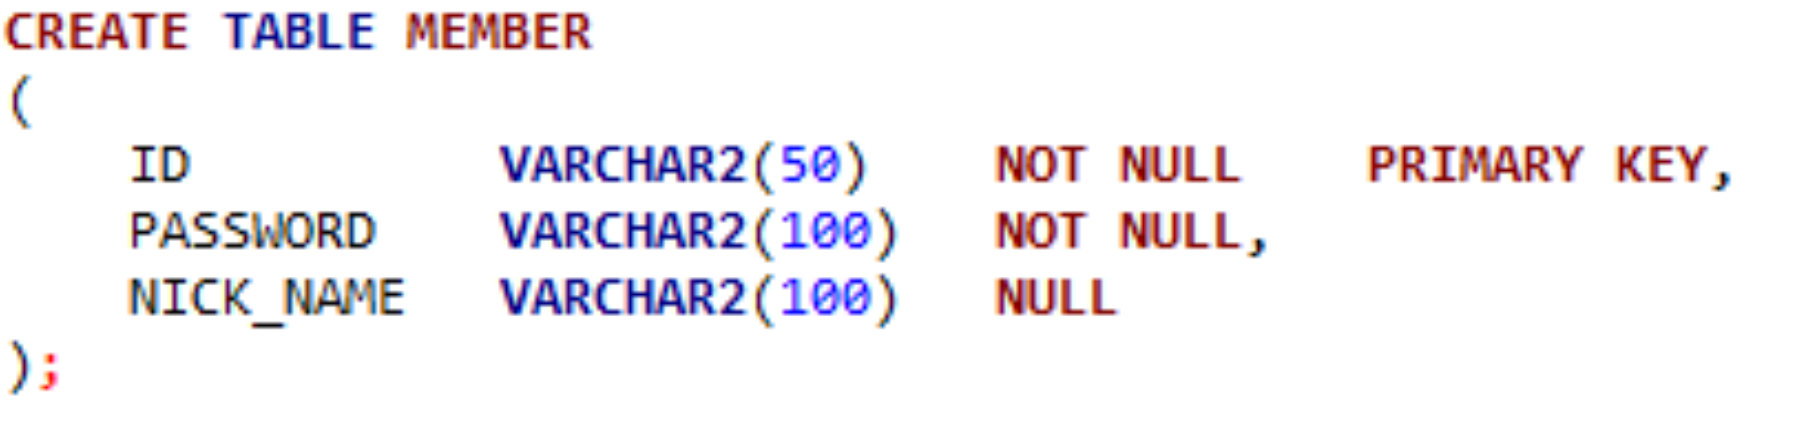 CREATE TABLE MEMBER
(
    ID          VARCHAR2(50)    NOT NULL    PRIMARY KEY,
    PASSWORD    VARCHAR2(100)   NOT NULL,
    NICK_NAME   VARCHAR2(100)   NULL
);